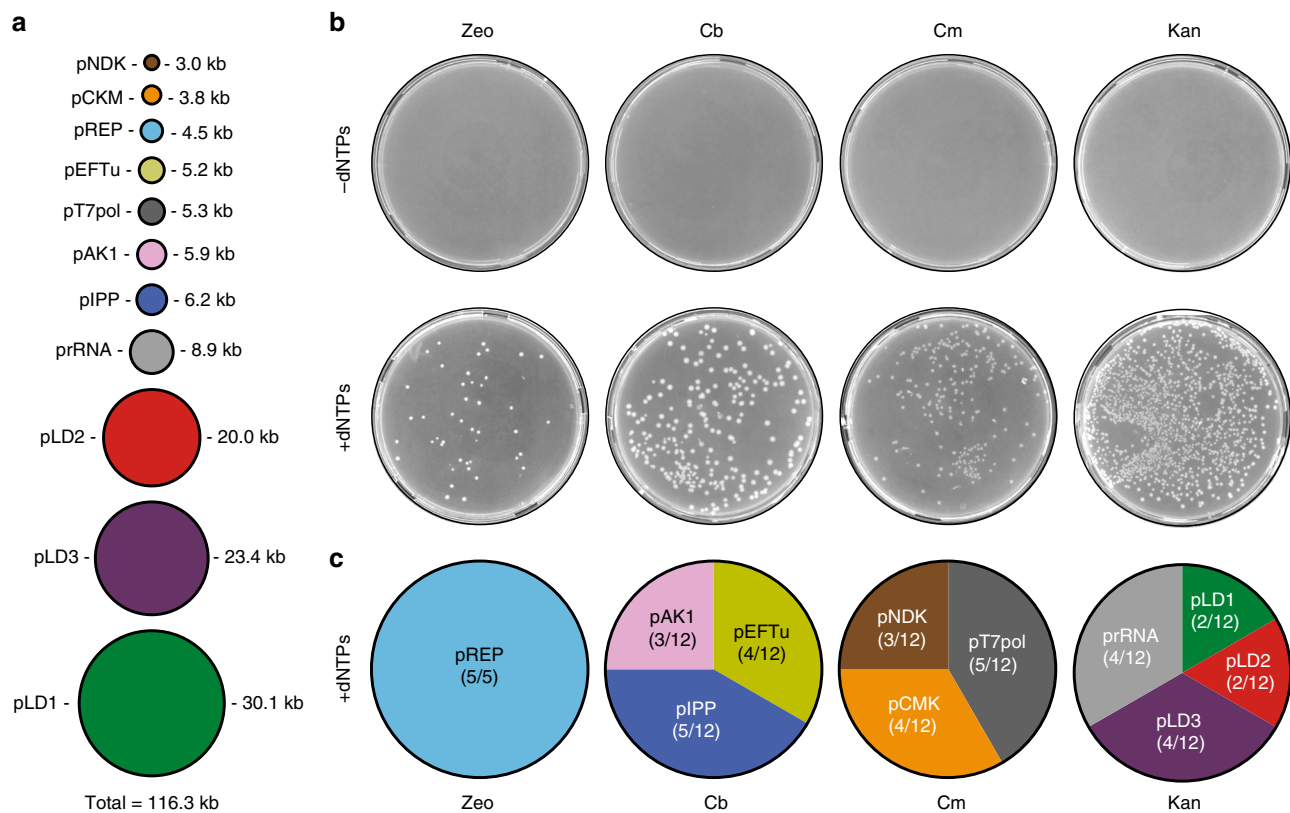 a
pNDK - - 3.0 kb
pCKM - - 3.8 kb
pREP - - 4.5 kb
pEFTu - - 5.2 kb
pT7pol - - 5.3 kb
pAK1 - - 5.9 kb
pIPP - - 6.2 kb
prRNA - - 8.9 kb
pLD2 - - 20.0 kb
pLD3 - - 23.4 kb
pLD1 - - 30.1 kb
Total = 116.3 kb
b
Zeo Cb Cm Kan
–dNTPs
+dNTPs
c
+dNTPs
pREP
(5/5)
Zeo
pAK1
(3/12)
pEFTu
(4/12)
pIPP
(5/12)
Cb
pNDK
(3/12)
pT7pol
(5/12)
pCMK
(4/12)
Cm
prRNA
(4/12)
pLD1
(2/12)
pLD2
(2/12)
pLD3
(4/12)
Kan